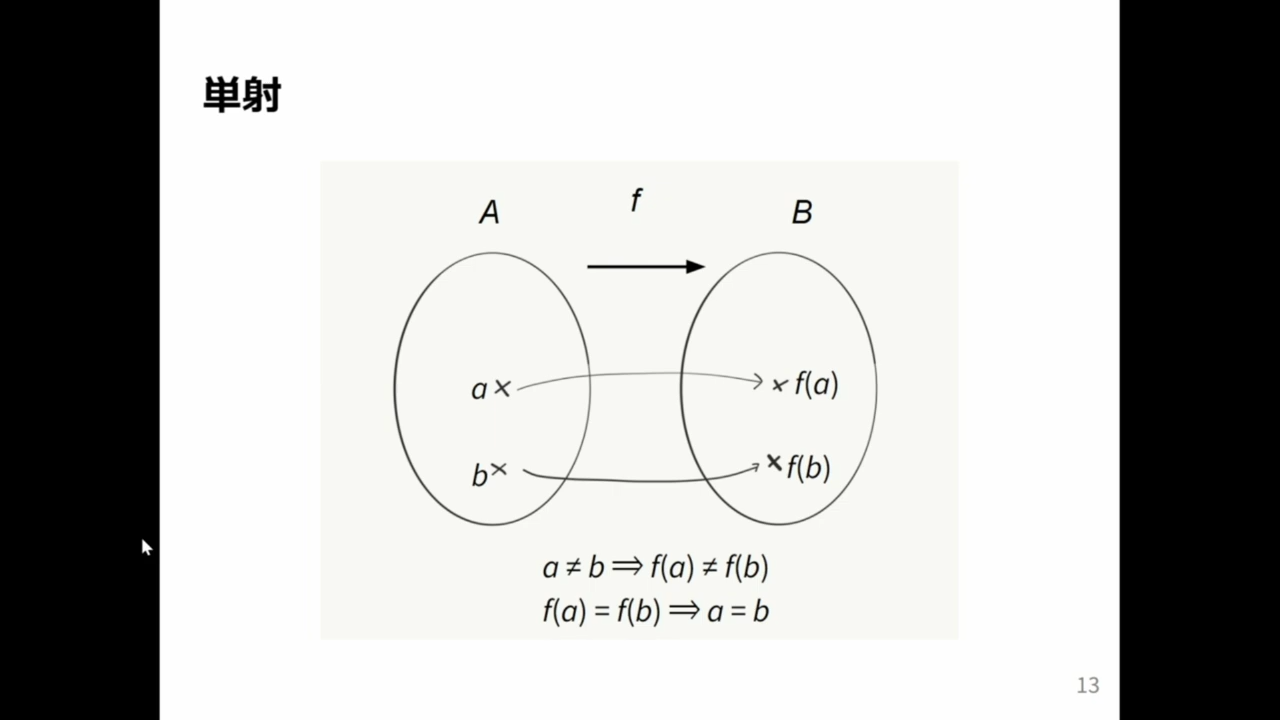 単射
A f B
a × × f(a)
b × × f(b)
a ≠ b ⟹ f(a) ≠ f(b)
f(a) = f(b) ⟹ a = b
13